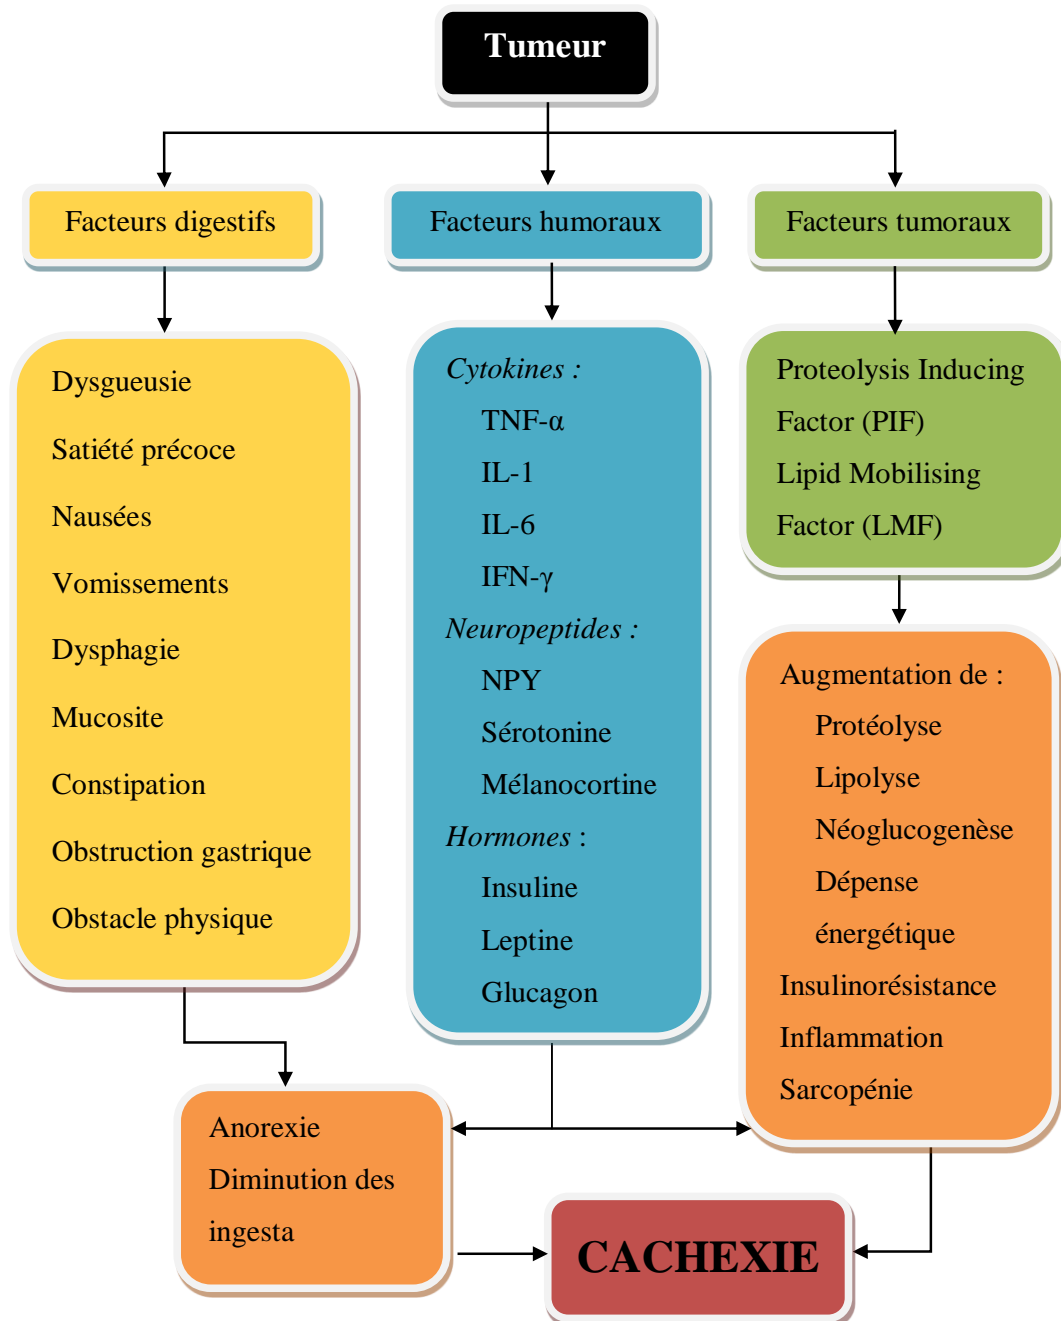 Tumeur
Facteurs digestifs
Facteurs humoraux
Facteurs tumoraux
Dysgueusie
Satiété précoce
Nausées
Vomissements
Dysphagie
Mucosite
Constipation
Obstruction gastrique
Obstacle physique
Cytokines :
TNF-α
IL-1
IL-6
IFN-γ
Neuropeptides :
NPY
Sérotonine
Mélanocortine
Hormones :
Insuline
Leptine
Glucagon
Proteolysis Inducing
Factor (PIF)
Lipid Mobilising
Factor (LMF)
Augmentation de :
Protéolyse
Lipolyse
Néoglucogenèse
Dépense
énergétique
Insulinorésistance
Inflammation
Sarcopénie
Anorexie
Diminution des
ingesta
CACHEXIE